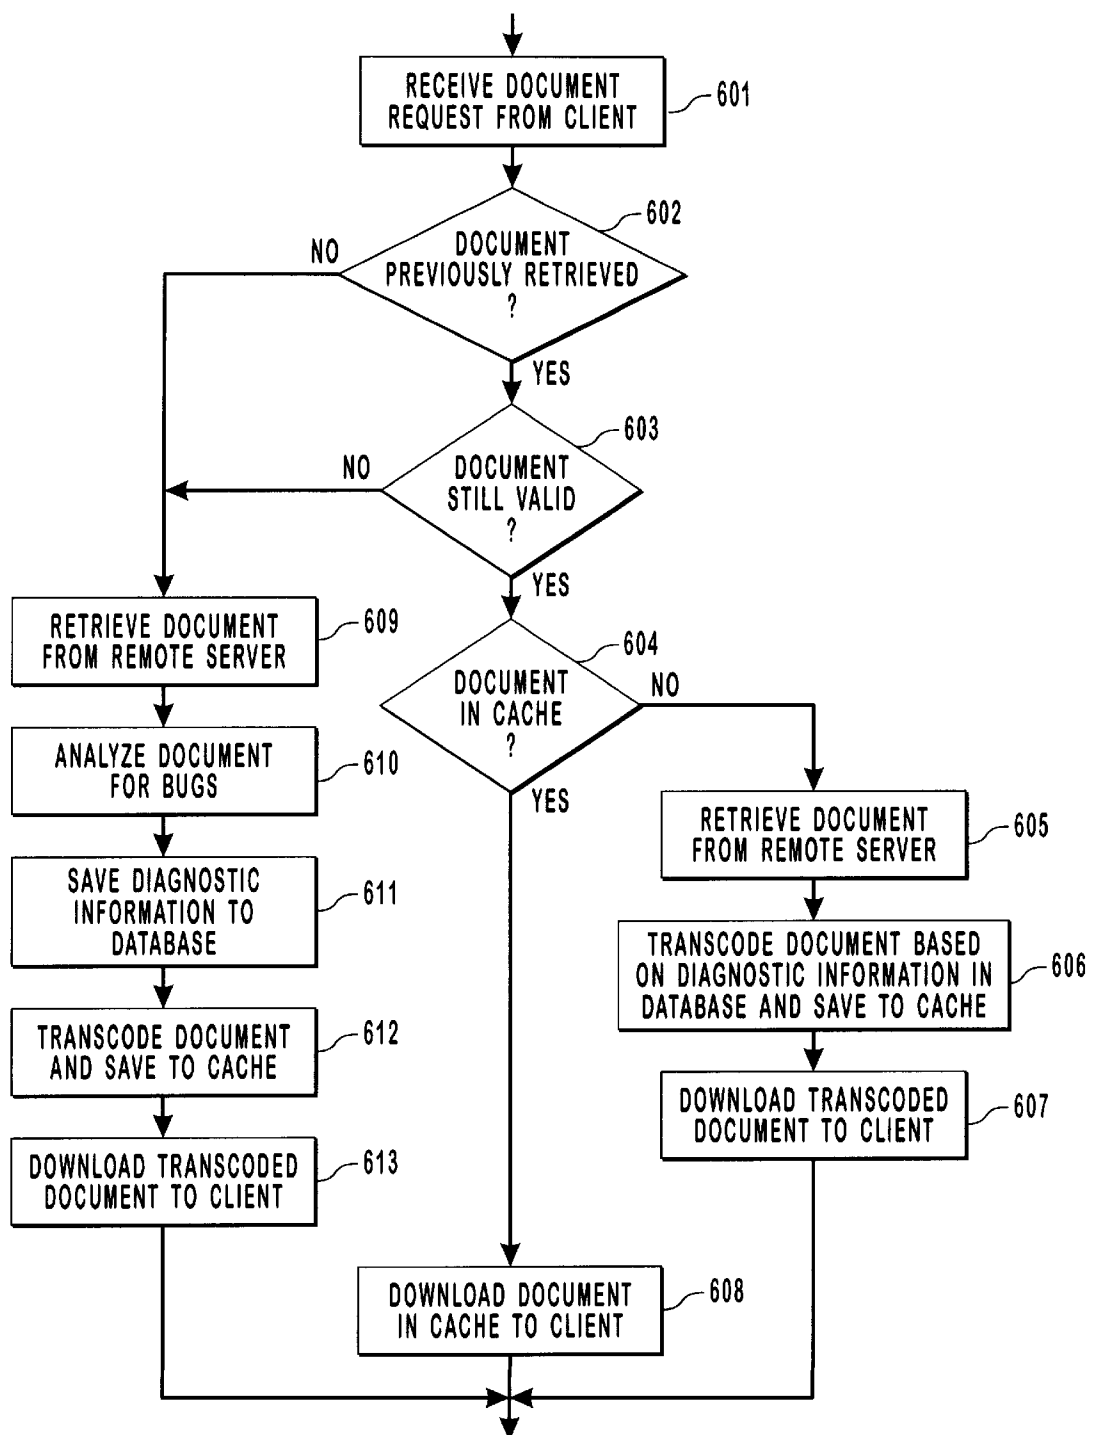 RECEIVE DOCUMENT
REQUEST FROM CLIENT
601
602
DOCUMENT
PREVIOUSLY RETRIEVED
?
NO
YES
603
DOCUMENT
STILL VALID
?
NO
YES
604
DOCUMENT
IN CACHE
?
NO
YES
RETRIEVE DOCUMENT
FROM REMOTE SERVER
609
ANALYZE DOCUMENT
FOR BUGS
610
SAVE DIAGNOSTIC
INFORMATION TO
DATABASE
611
TRANSCODE DOCUMENT
AND SAVE TO CACHE
612
DOWNLOAD TRANSCODED
DOCUMENT TO CLIENT
613
RETRIEVE DOCUMENT
FROM REMOTE SERVER
605
TRANSCODE DOCUMENT BASED
ON DIAGNOSTIC INFORMATION IN
DATABASE AND SAVE TO CACHE
606
DOWNLOAD TRANSCODED
DOCUMENT TO CLIENT
607
DOWNLOAD DOCUMENT
IN CACHE TO CLIENT
608